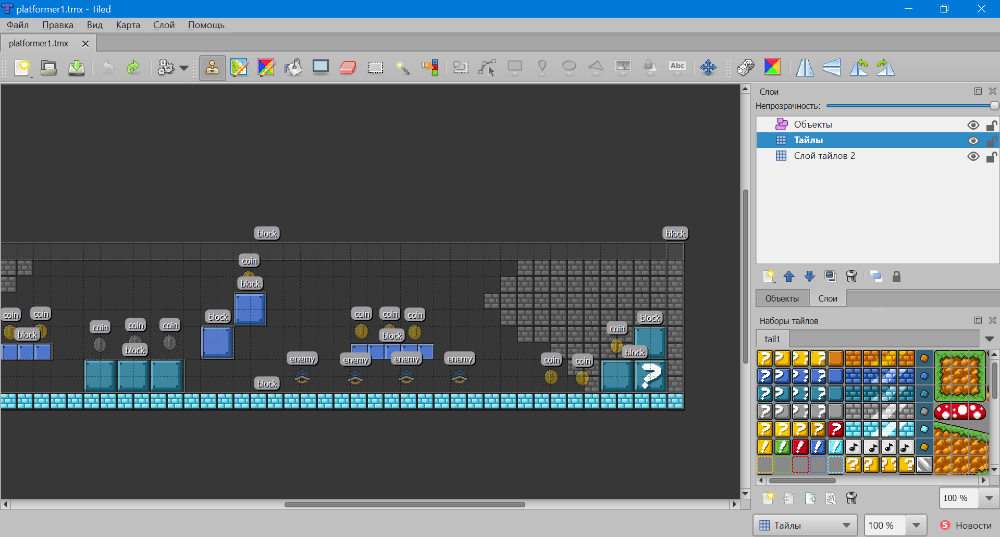 platformer1.tmx - Tiled
Файл Правка Вид Карта Слой Помощь
platformer1.tmx
Abc
Слои
Непрозрачность:
Объекты
Тайлы
Слой тайлов 2
block block
coin
block
coin coin coin coin coin block coin coin coin block
block block block coin
block enemy enemy enemy enemy coin coin block
block
Объекты Слои
Наборы тайлов
tail1
100 %
Тайлы 100 % 5 Новости